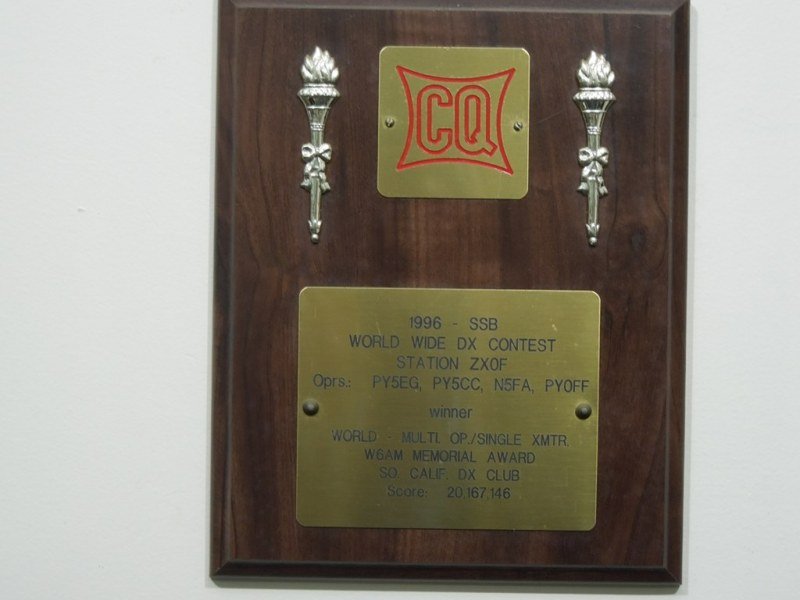 CQ
1996 - SSB
WORLD WIDE DX CONTEST
STATION ZX0F
Oprs.: PY5EG, PY5CC, N5FA, PY0FF
winner
WORLD - MULTI. OP./SINGLE XMTR.
W6AM MEMORIAL AWARD
SO. CALIF. DX CLUB
Score: 20,167,146